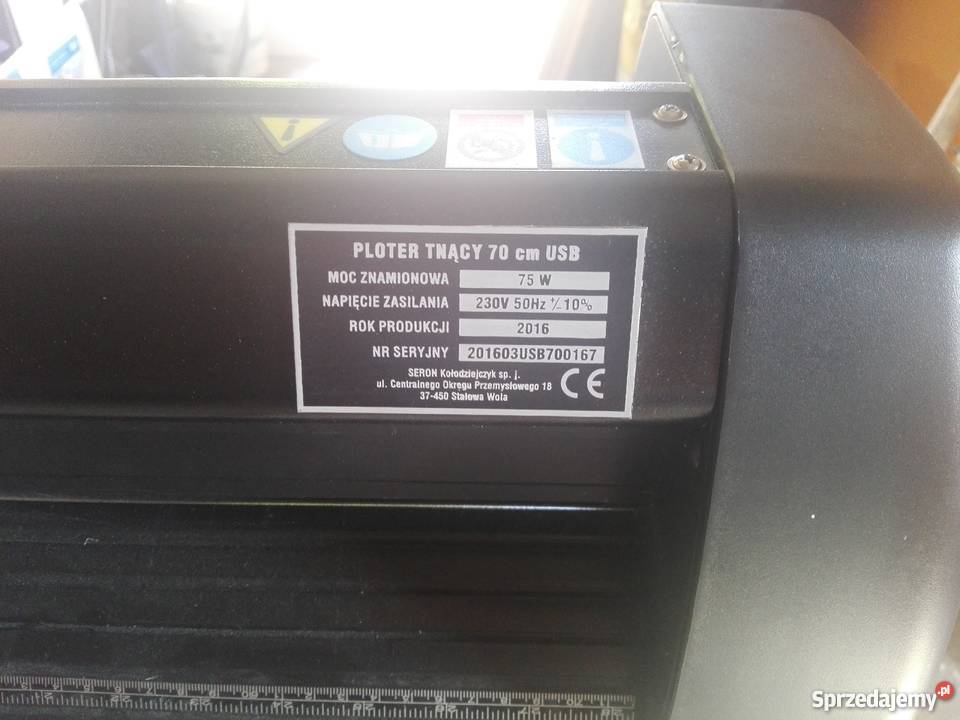 PLOTER TNĄCY 70 cm USB
MOC ZNAMIONOWA 75 W
NAPIĘCIE ZASILANIA 230V 50Hz +/-10%
ROK PRODUKCJI 2016
NR SERYJNY 201603USB700167
SERON Kołodziejczyk sp. j.
ul. Centralnego Okręgu Przemysłowego 18
37-450 Stalowa Wola
CE
Sprzedajemy.pl